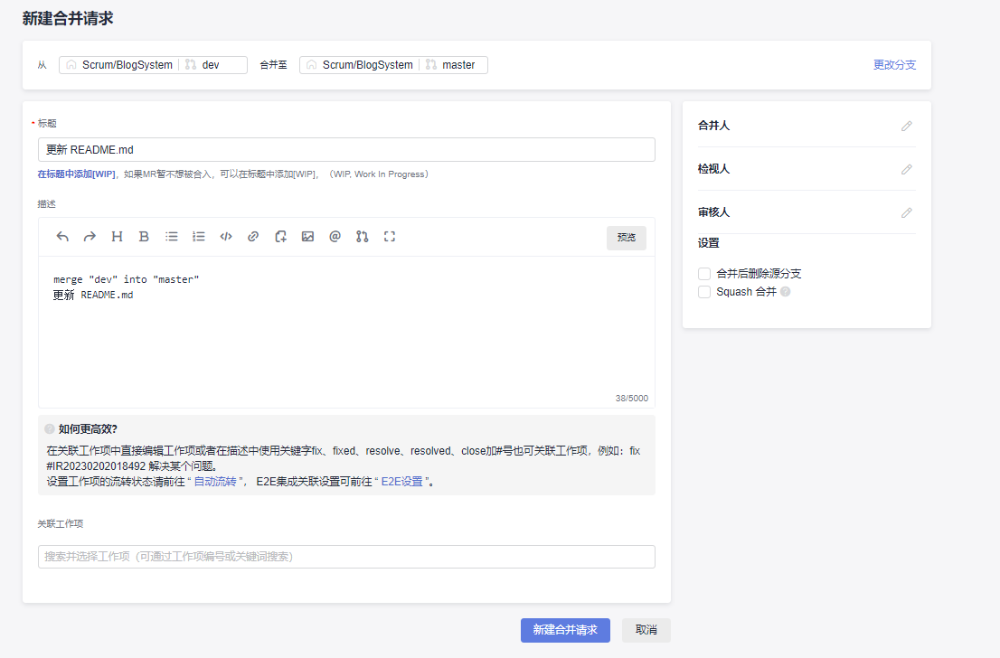 新建合并请求
从 Scrum/BlogSystem dev 合并至 Scrum/BlogSystem master 更改分支
* 标题
更新 README.md
在标题中添加[WIP]，如果MR暂不想被合入，可以在标题中添加[WIP]，（WIP, Work In Progress）
描述
H B @ 预览
merge "dev" into "master"
更新 README.md
38/5000
? 如何更高效?
在关联工作项中直接编辑工作项或者在描述中使用关键字fix、fixed、resolve、resolved、close加#号也可关联工作项，例如：fix
#IR20230202018492 解决某个问题。
设置工作项的流转状态请前往 “ 自动流转 ”， E2E集成关联设置可前往 “ E2E设置 ”。
关联工作项
搜索并选择工作项（可通过工作项编号或关键词搜索）
合并人
检视人
审核人
设置
合并后删除源分支
Squash 合并 ?
新建合并请求 取消